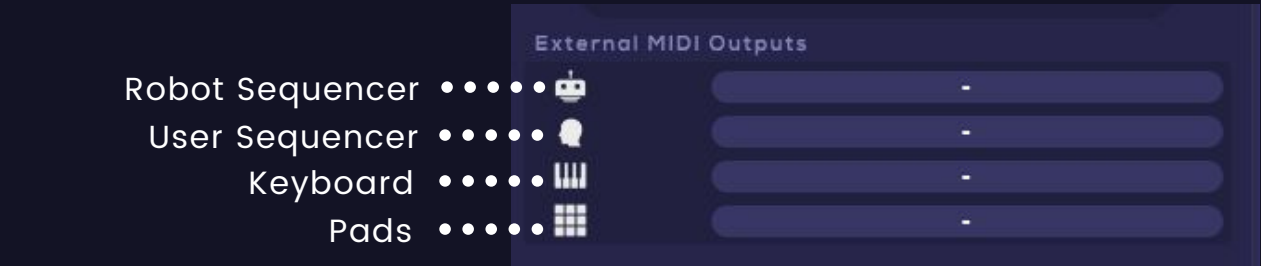 External MIDI Outputs
Robot Sequencer -
User Sequencer -
Keyboard -
Pads -